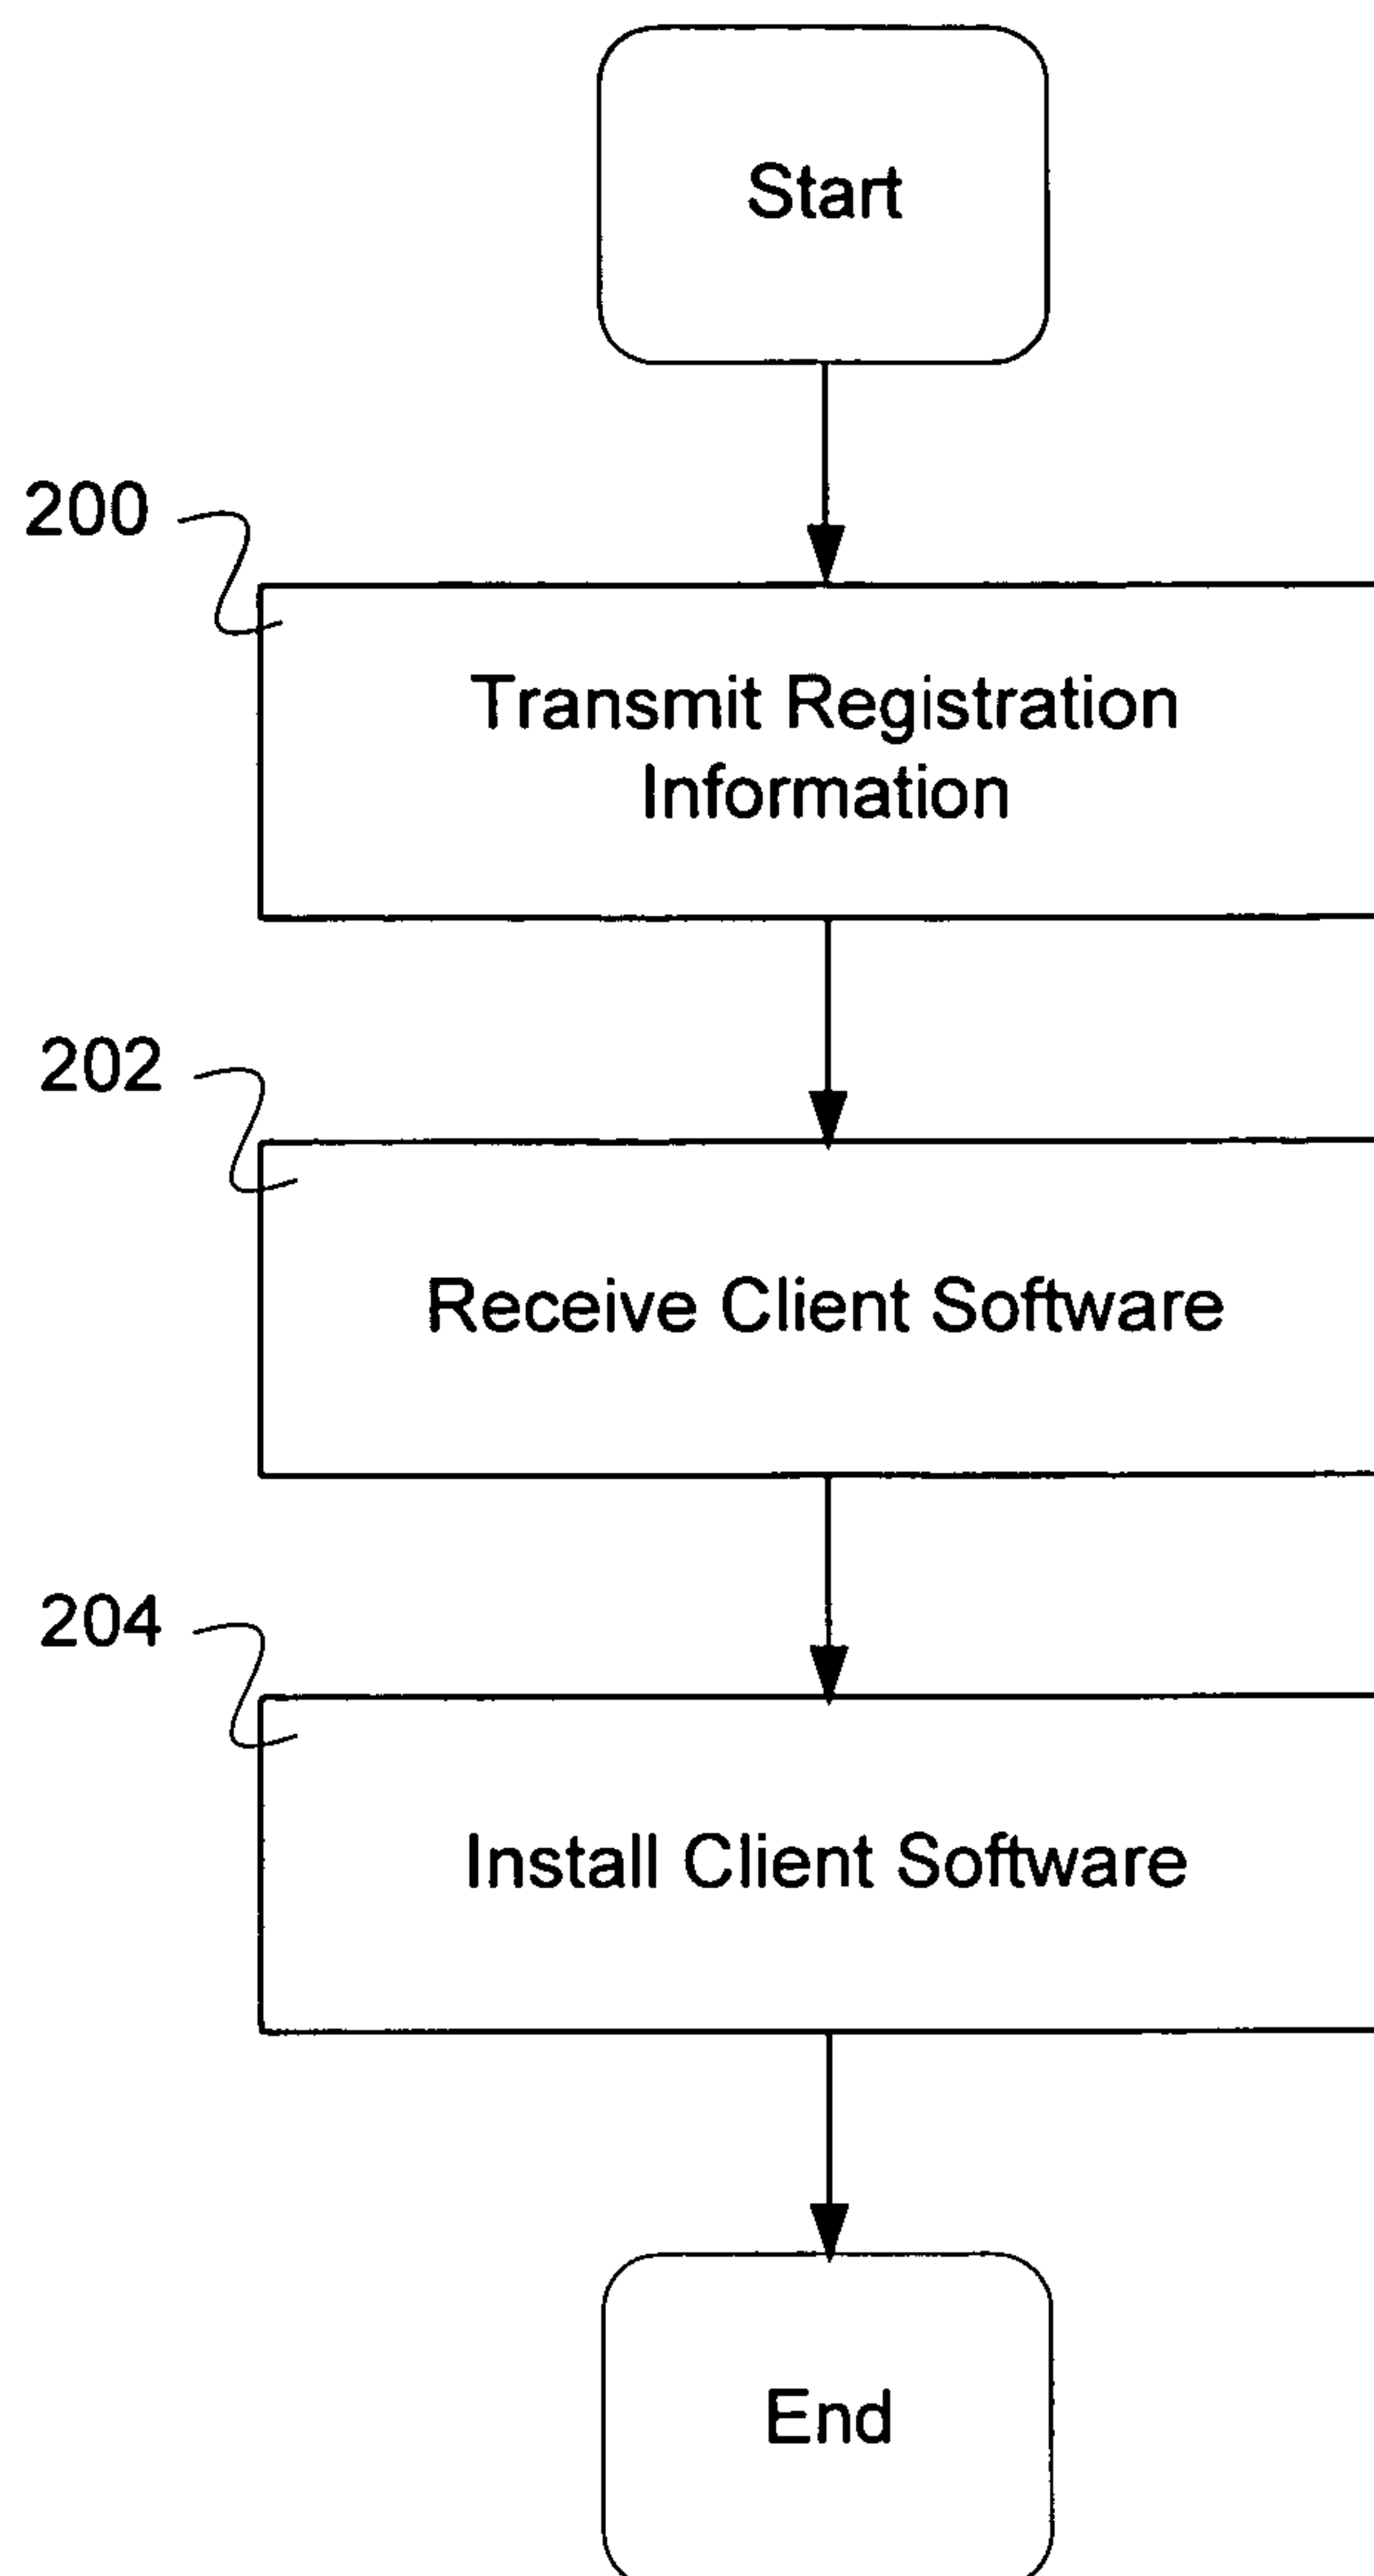 Start
200
Transmit Registration
Information
202
Receive Client Software
204
Install Client Software
End